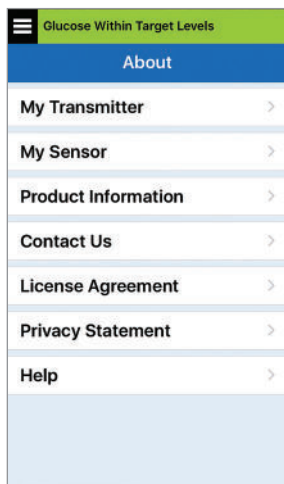 Glucose Within Target Levels
About
My Transmitter
My Sensor
Product Information
Contact Us
License Agreement
Privacy Statement
Help